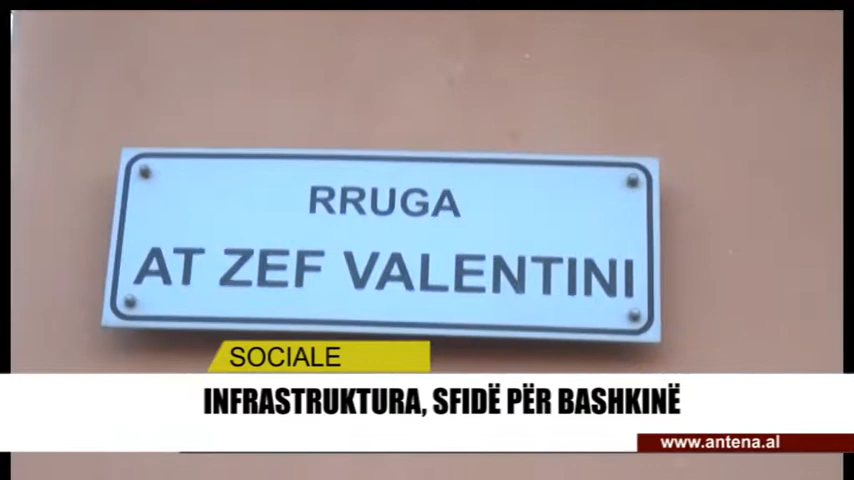 RRUGA
AT ZEF VALENTINI
SOCIALE
INFRASTRUKTURA, SFIDË PËR BASHKINË
www.antena.al